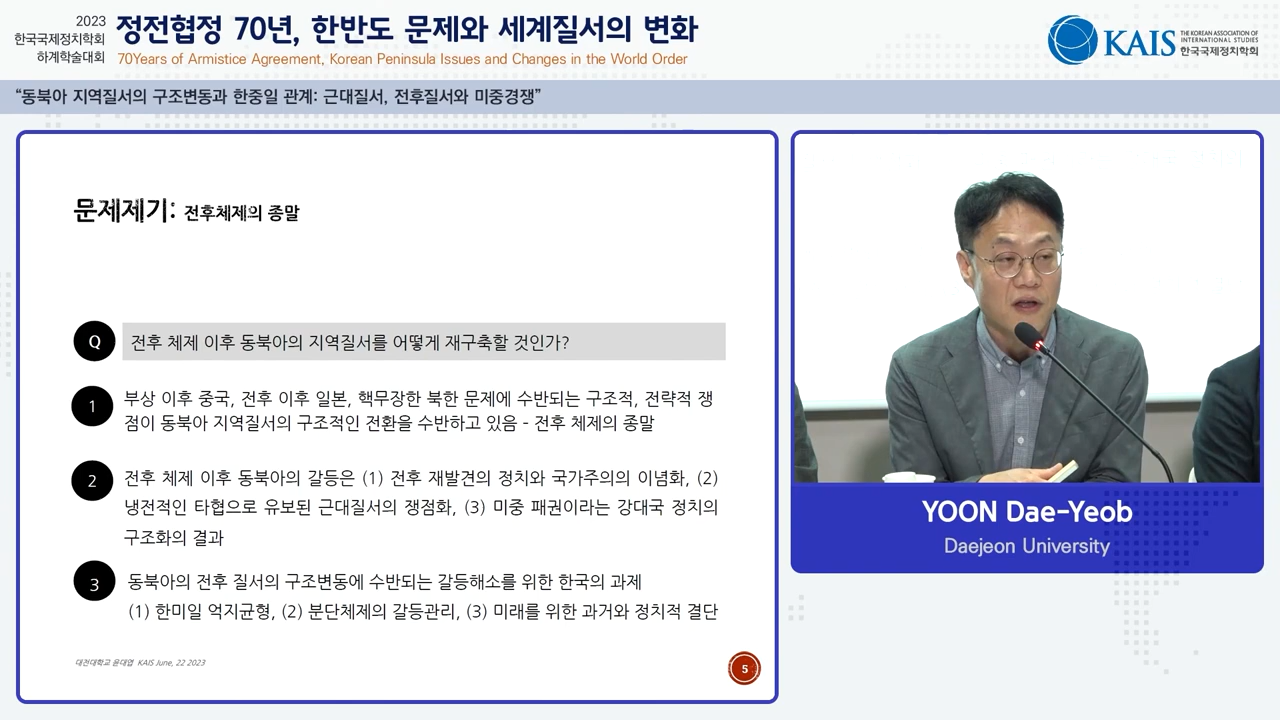 2023
한국국제정치학회
하계학술대회
정전협정 70년, 한반도 문제와 세계질서의 변화
70Years of Armistice Agreement, Korean Peninsula Issues and Changes in the World Order
KAIS
THE KOREAN ASSOCIATION OF
INTERNATIONAL STUDIES
한국국제정치학회
“동북아 지역질서의 구조변동과 한중일 관계: 근대질서, 전후질서와 미중경쟁”
문제제기: 전후체제의 종말
Q 전후 체제 이후 동북아의 지역질서를 어떻게 재구축할 것인가?
1 부상 이후 중국, 전후 이후 일본, 핵무장한 북한 문제에 수반되는 구조적, 전략적 쟁
점이 동북아 지역질서의 구조적인 전환을 수반하고 있음 - 전후 체제의 종말
2 전후 체제 이후 동북아의 갈등은 (1) 전후 재발견의 정치와 국가주의의 이념화, (2)
냉전적인 타협으로 유보된 근대질서의 쟁점화, (3) 미중 패권이라는 강대국 정치의
구조화의 결과
3 동북아의 전후 질서의 구조변동에 수반되는 갈등해소를 위한 한국의 과제
(1) 한미일 억지균형, (2) 분단체제의 갈등관리, (3) 미래를 위한 과거와 정치적 결단
대전대학교 윤대엽 KAIS June, 22 2023
5
YOON Dae-Yeob
Daejeon University